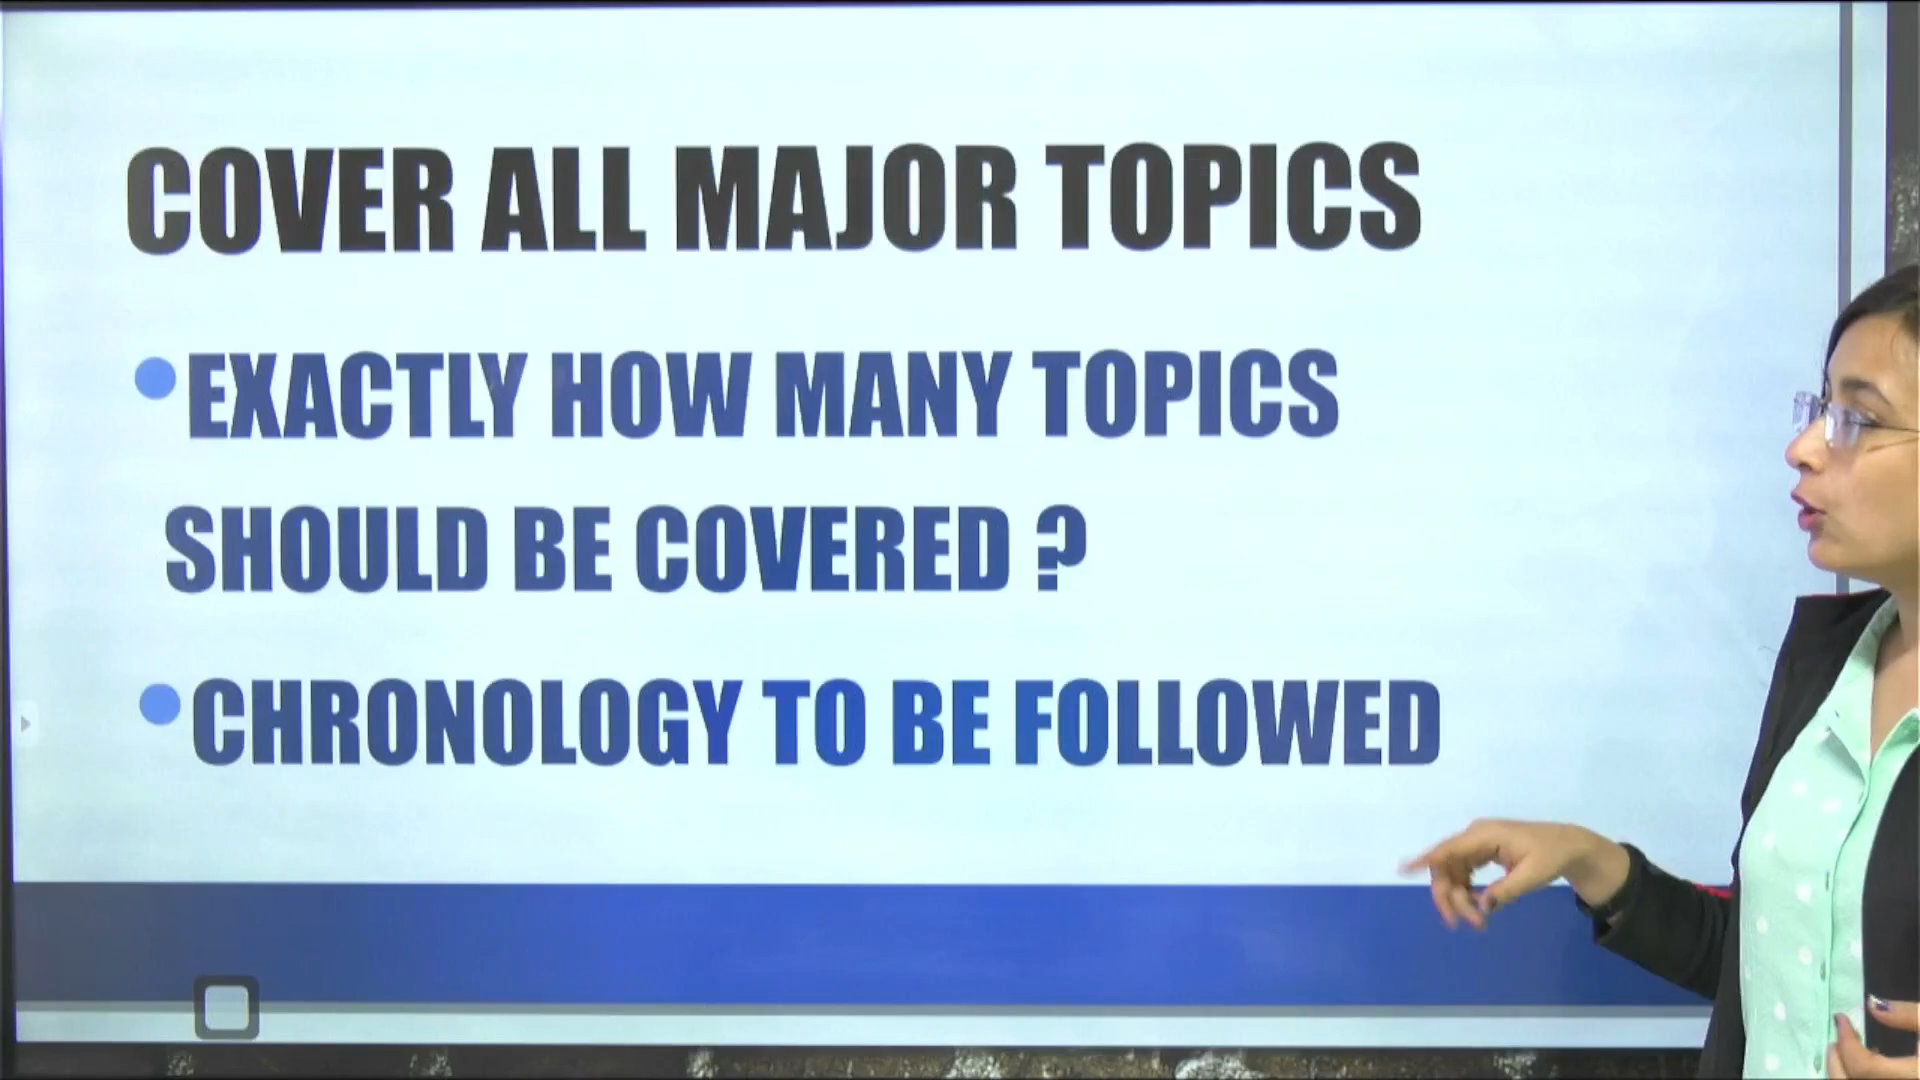 COVER ALL MAJOR TOPICS
•EXACTLY HOW MANY TOPICS
SHOULD BE COVERED ?
•CHRONOLOGY TO BE FOLLOWED